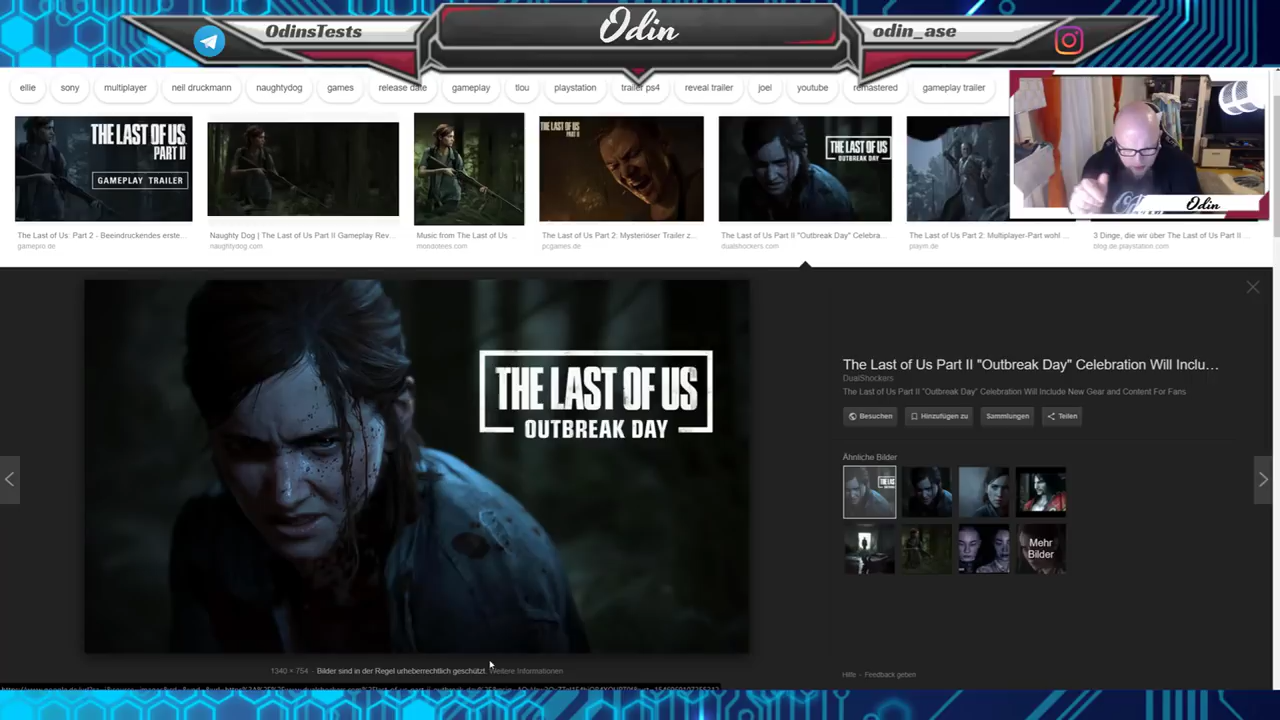 OdinsTests
Odin
odin_ase
ellie
sony
multiplayer
neil druckmann
naughtydog
games
release date
gameplay
tlou
playstation
trailer ps4
reveal trailer
joel
youtube
remastered
gameplay trailer
THE LAST OF US
PART II
GAMEPLAY TRAILER
THE LAST OF US
PART II
THE LAST OF US
OUTBREAK DAY
Odin
The Last of Us Part 2 - Beeindruckendes erste...
gamepro.de
Naughty Dog | The Last of Us Part II Gameplay Rev...
naughtydog.com
Music from The Last of Us ...
mondotees.com
The Last of Us Part 2: Mysteriöser Trailer z...
pcgames.de
The Last of Us Part II "Outbreak Day" Celebra...
dualshockers.com
The Last of Us Part 2: Multiplayer-Part wohl ...
playm.de
3 Dinge, die wir über The Last of Us Part II ...
blog.de.playstation.com
THE LAST OF US
OUTBREAK DAY
The Last of Us Part II "Outbreak Day" Celebration Will Inclu...
DualShockers
The Last of Us Part II "Outbreak Day" Celebration Will Include New Gear and Content For Fans
Besuchen
Hinzufügen zu
Sammlungen
Teilen
Ähnliche Bilder
Mehr
Bilder
1340 × 754 - Bilder sind in der Regel urheberrechtlich geschützt. Weitere Informationen
Hilfe - Feedback geben